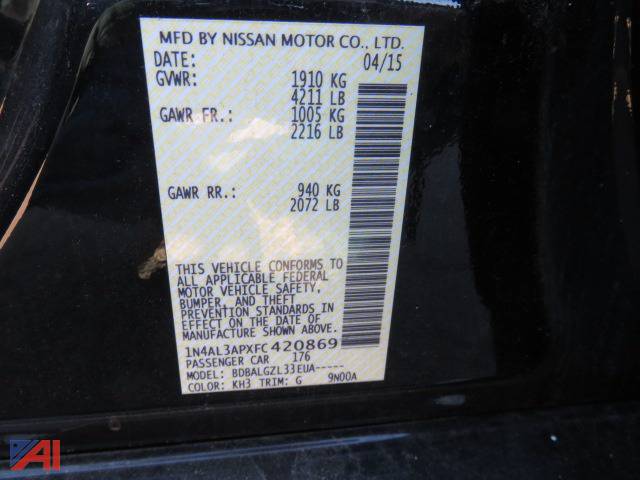 MFD BY NISSAN MOTOR CO., LTD.
DATE: 04/15
GVWR: 1910 KG
4211 LB
GAWR FR.: 1005 KG
2216 LB
GAWR RR.: 940 KG
2072 LB
THIS VEHICLE CONFORMS TO
ALL APPLICABLE FEDERAL
MOTOR VEHICLE SAFETY,
BUMPER, AND THEFT
PREVENTION STANDARDS IN
EFFECT ON THE DATE OF
MANUFACTURE SHOWN ABOVE.
1N4AL3APXFC420869
PASSENGER CAR 176
MODEL: BDBALGZL33EUA-----
COLOR: KH3 TRIM: G 9N00A
AI